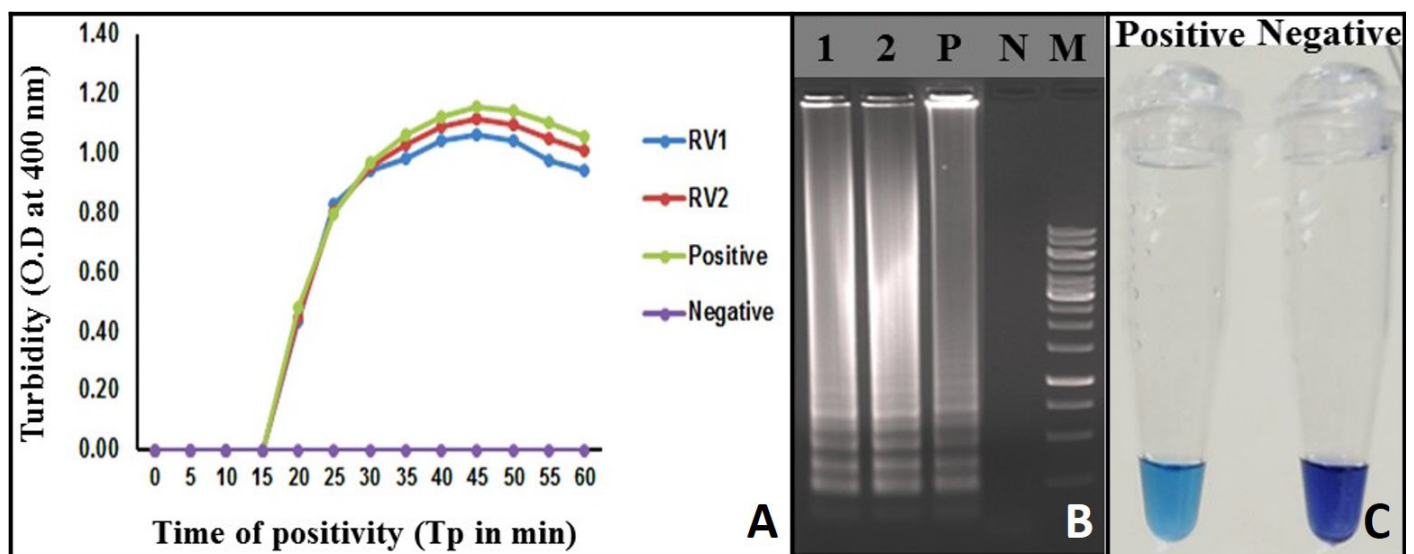 1.40
1.20
1.00
0.80
0.60
0.40
0.20
0.00
Turbidity (O.D at 400 nm)
0 5 10 15 20 25 30 35 40 45 50 55 60
Time of positivity (Tp in min)
RV1
RV2
Positive
Negative
A
1 2 P N M
B
Positive Negative
C